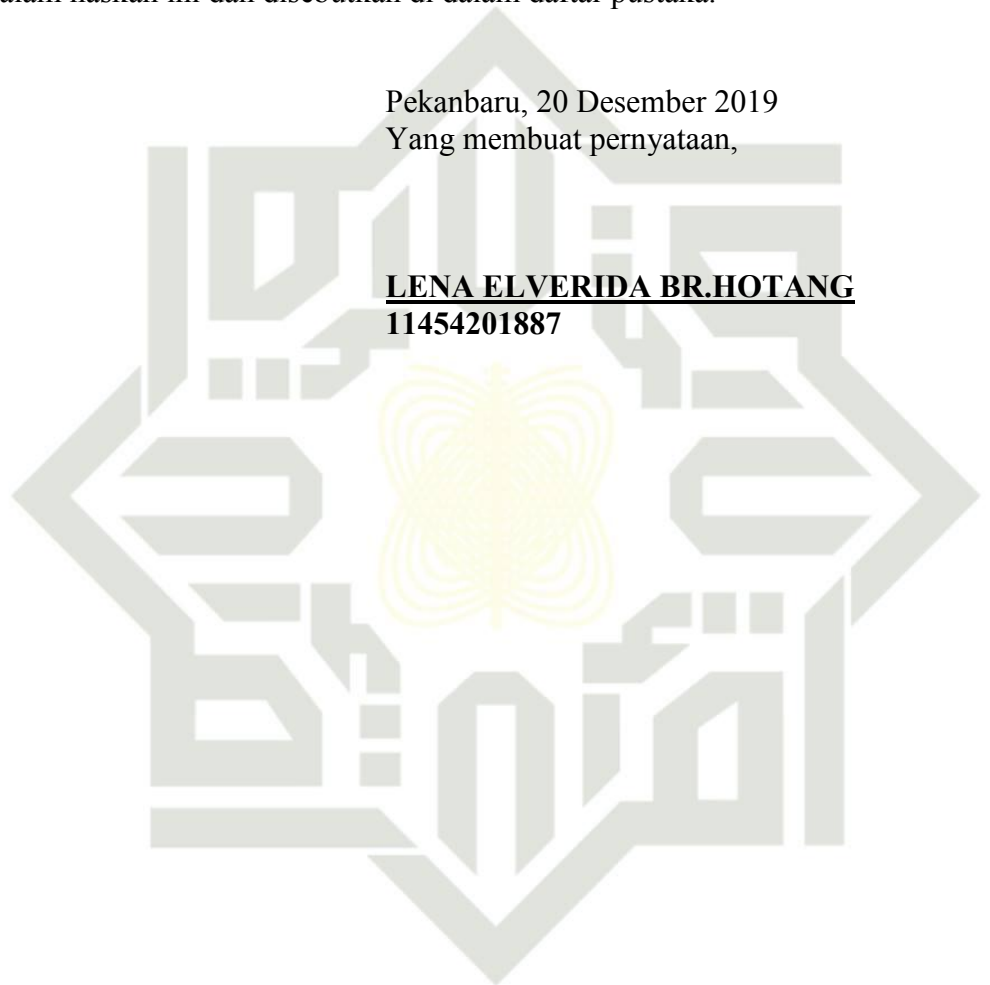 dalam naskah ini dan disebutkan di dalam daftar pustaka.
Pekanbaru, 20 Desember 2019
Yang membuat pernyataan,
LENA ELVERIDA BR.HOTANG
11454201887